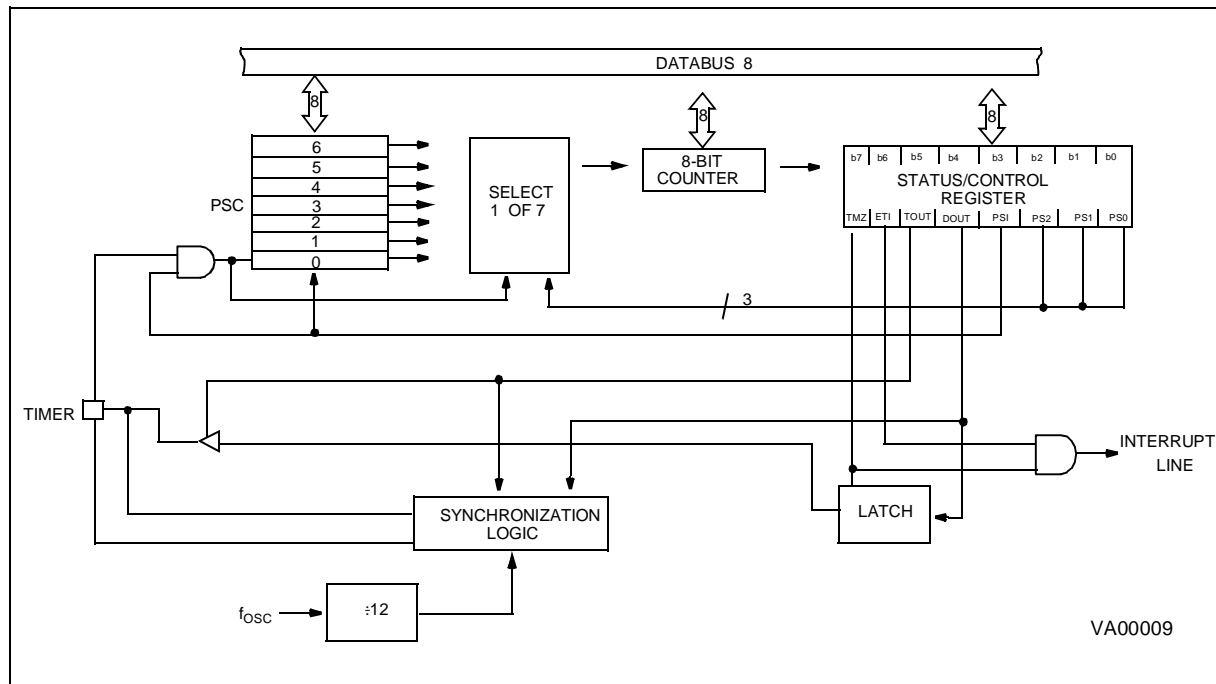 DATABUS 8
8
8
8
6
5
4
3
2
1
0
PSC
SELECT
1 OF 7
8-BIT
COUNTER
b7 b6 b5 b4 b3 b2 b1 b0
STATUS/CONTROL
REGISTER
TMZ ETI TOUT DOUT PSI PS2 PS1 PS0
3
TIMER
INTERRUPT
LINE
SYNCHRONIZATION
LOGIC
LATCH
fOSC
÷12
VA00009